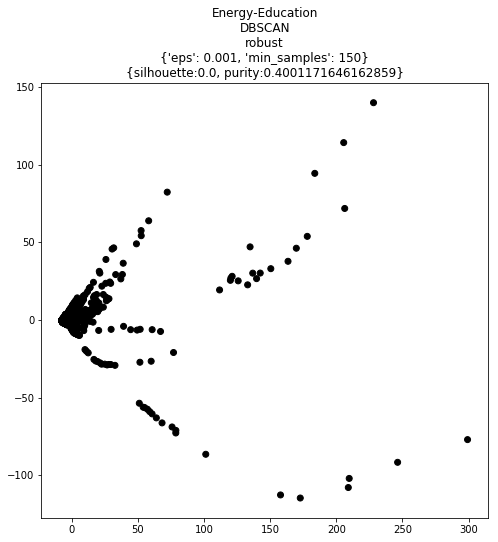 Energy-Education
DBSCAN
robust
{'eps': 0.001, 'min_samples': 150}
{silhouette:0.0, purity:0.4001171646162859}
150
100
50
0
−50
−100
0 50 100 150 200 250 300